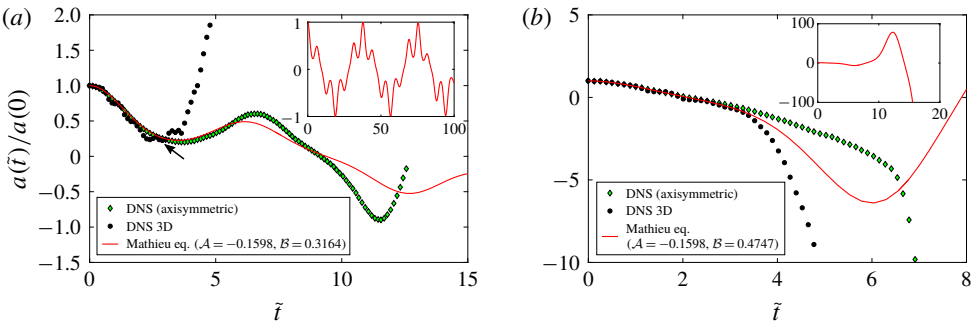 (a)
a(t̃)/a(0)
2.0
1.5
1.0
0.5
0
−0.5
−1.0
−1.5
1
0
−1
0
50
100
DNS (axisymmetric)
DNS 3D
Mathieu eq. (𝒜 = −0.1598, ℬ = 0.3164)
0
5
10
15
t̃
(b)
5
0
−5
−10
100
0
−100
0
10
20
DNS (axisymmetric)
DNS 3D
Mathieu eq.
(𝒜 = −0.1598, ℬ = 0.4747)
0
2
4
6
8
t̃